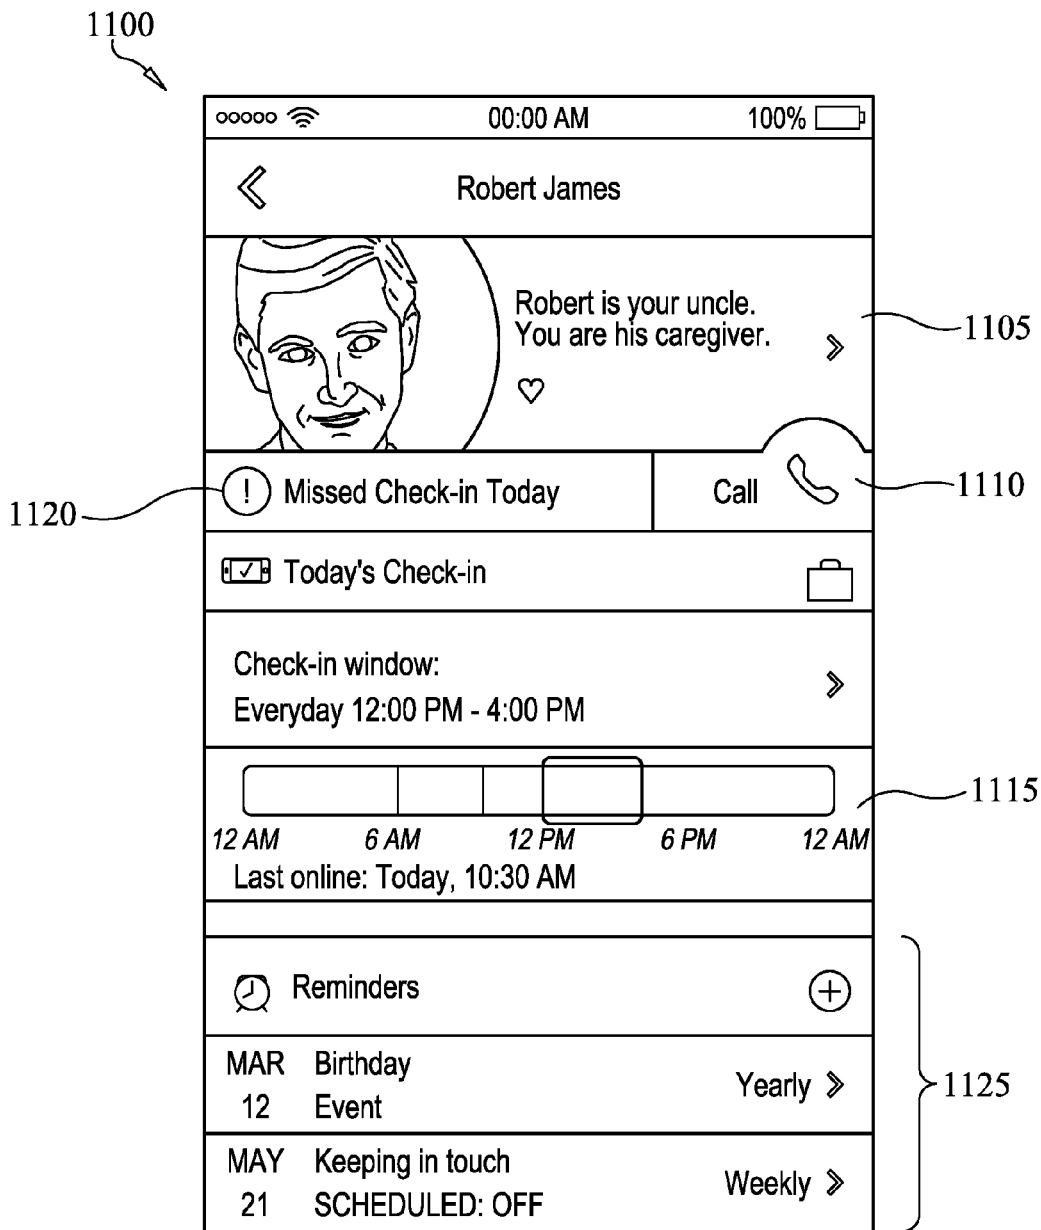 1100
00:00 AM 100%
Robert James
Robert is your uncle.
You are his caregiver.
1105
! Missed Check-in Today Call
1110
1120
Today's Check-in
Check-in window:
Everyday 12:00 PM - 4:00 PM
1115
12 AM 6 AM 12 PM 6 PM 12 AM
Last online: Today, 10:30 AM
Reminders
MAR Birthday
12 Event
Yearly
1125
MAY Keeping in touch
21 SCHEDULED: OFF
Weekly